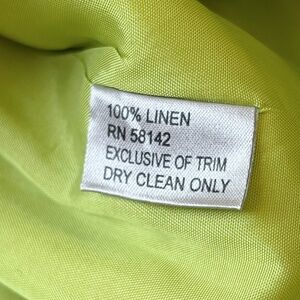 100% LINEN
RN 58142
EXCLUSIVE OF TRIM
DRY CLEAN ONLY